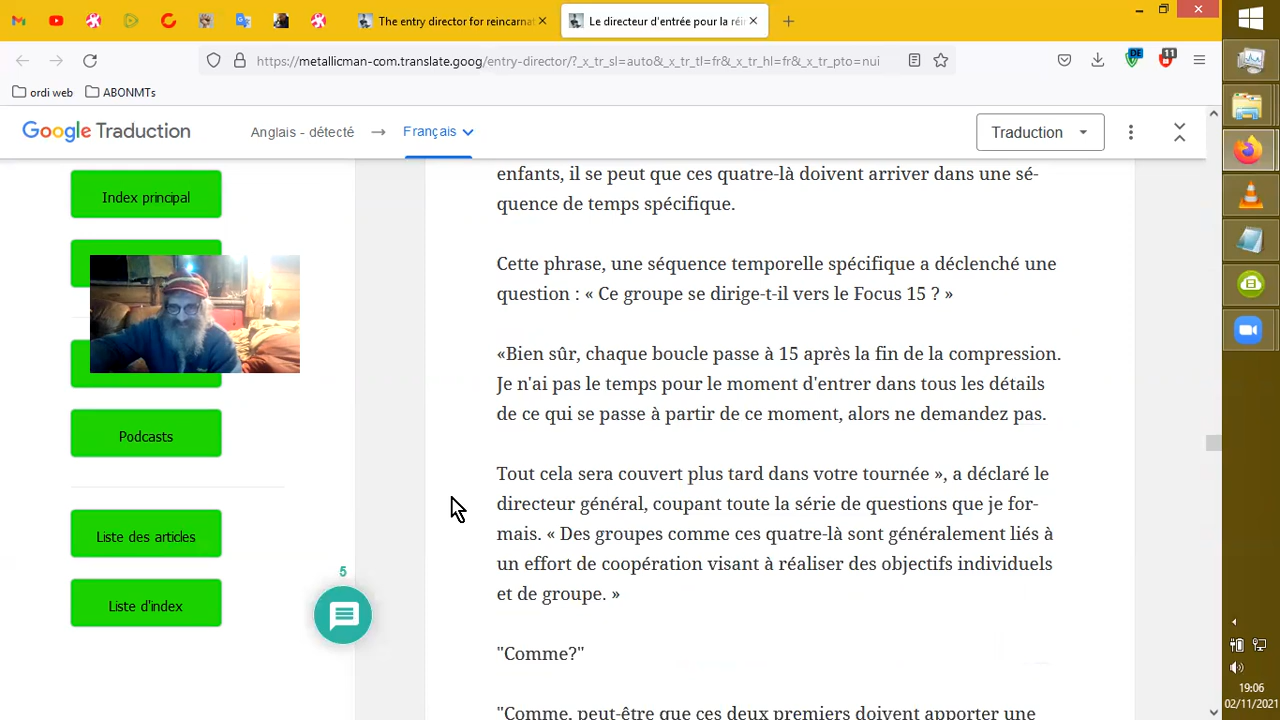 The entry director for reincarnat
Le directeur d'entrée pour la réi
https://metallicman-com.translate.goog/entry-director/?_x_tr_sl=auto&_x_tr_tl=fr&_x_tr_hl=fr&_x_tr_pto=nui
DE
11
ordi web
ABONMTs
Google Traduction
Anglais - détecté
Français
Traduction
Index principal
Podcasts
Liste des articles
Liste d'index
5
enfants, il se peut que ces quatre-là doivent arriver dans une sé-
quence de temps spécifique.
Cette phrase, une séquence temporelle spécifique a déclenché une
question : « Ce groupe se dirige-t-il vers le Focus 15 ? »
«Bien sûr, chaque boucle passe à 15 après la fin de la compression.
Je n'ai pas le temps pour le moment d'entrer dans tous les détails
de ce qui se passe à partir de ce moment, alors ne demandez pas.
Tout cela sera couvert plus tard dans votre tournée », a déclaré le
directeur général, coupant toute la série de questions que je for-
mais. « Des groupes comme ces quatre-là sont généralement liés à
un effort de coopération visant à réaliser des objectifs individuels
et de groupe. »
"Comme?"
"Comme, peut-être que ces deux premiers doivent apporter une
19:06
02/11/2021